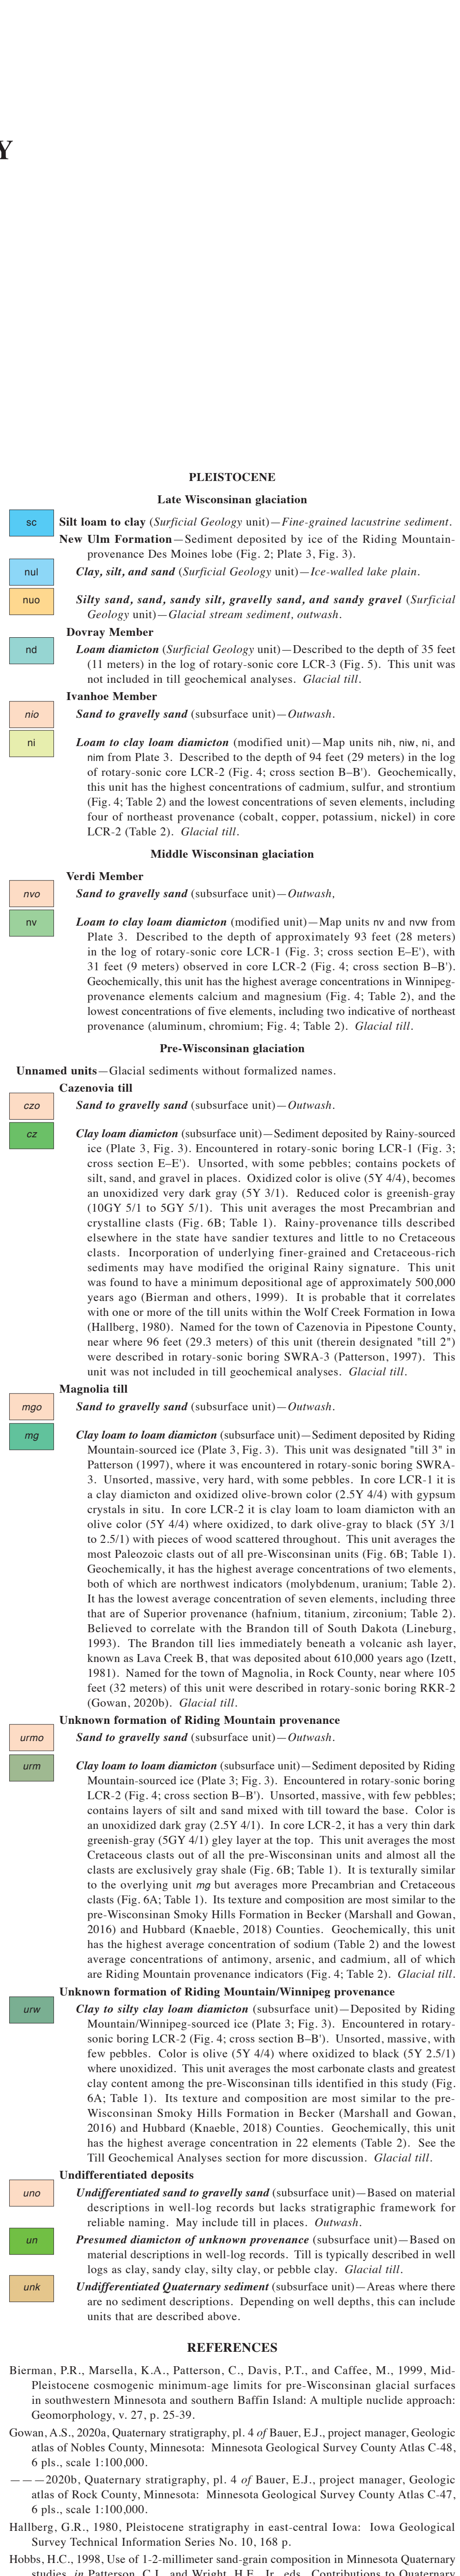 Y
PLEISTOCENE
Late Wisconsinan glaciation
sc
Silt loam to clay (Surficial Geology unit)—Fine-grained lacustrine sediment.
New Ulm Formation—Sediment deposited by ice of the Riding Mountain-
provenance Des Moines lobe (Fig. 2; Plate 3, Fig. 3).
nul
Clay, silt, and sand (Surficial Geology unit)—Ice-walled lake plain.
nuo
Silty sand, sand, sandy silt, gravelly sand, and sandy gravel (Surficial
Geology unit)—Glacial stream sediment, outwash.
Dovray Member
nd
Loam diamicton (Surficial Geology unit)—Described to the depth of 35 feet
(11 meters) in the log of rotary-sonic core LCR-3 (Fig. 5). This unit was
not included in till geochemical analyses. Glacial till.
Ivanhoe Member
nio
Sand to gravelly sand (subsurface unit)—Outwash.
ni
Loam to clay loam diamicton (modified unit)—Map units nih, niw, ni, and
nim from Plate 3. Described to the depth of 94 feet (29 meters) in the log
of rotary-sonic core LCR-2 (Fig. 4; cross section B–B'). Geochemically,
this unit has the highest concentrations of cadmium, sulfur, and strontium
(Fig. 4; Table 2) and the lowest concentrations of seven elements, including
four of northeast provenance (cobalt, copper, potassium, nickel) in core
LCR-2 (Table 2). Glacial till.
Middle Wisconsinan glaciation
Verdi Member
nvo
Sand to gravelly sand (subsurface unit)—Outwash,
nv
Loam to clay loam diamicton (modified unit)—Map units nv and nvw from
Plate 3. Described to the depth of approximately 93 feet (28 meters)
in the log of rotary-sonic core LCR-1 (Fig. 3; cross section E–E'), with
31 feet (9 meters) observed in core LCR-2 (Fig. 4; cross section B–B').
Geochemically, this unit has the highest average concentrations in Winnipeg-
provenance elements calcium and magnesium (Fig. 4; Table 2), and the
lowest concentrations of five elements, including two indicative of northeast
provenance (aluminum, chromium; Fig. 4; Table 2). Glacial till.
Pre-Wisconsinan glaciation
Unnamed units—Glacial sediments without formalized names.
Cazenovia till
czo
Sand to gravelly sand (subsurface unit)—Outwash.
cz
Clay loam diamicton (subsurface unit)—Sediment deposited by Rainy-sourced
ice (Plate 3, Fig. 3). Encountered in rotary-sonic boring LCR-1 (Fig. 3;
cross section E–E'). Unsorted, with some pebbles; contains pockets of
silt, sand, and gravel in places. Oxidized color is olive (5Y 4/4), becomes
an unoxidized very dark gray (5Y 3/1). Reduced color is greenish-gray
(10GY 5/1 to 5GY 5/1). This unit averages the most Precambrian and
crystalline clasts (Fig. 6B; Table 1). Rainy-provenance tills described
elsewhere in the state have sandier textures and little to no Cretaceous
clasts. Incorporation of underlying finer-grained and Cretaceous-rich
sediments may have modified the original Rainy signature. This unit
was found to have a minimum depositional age of approximately 500,000
years ago (Bierman and others, 1999). It is probable that it correlates
with one or more of the till units within the Wolf Creek Formation in Iowa
(Hallberg, 1980). Named for the town of Cazenovia in Pipestone County,
near where 96 feet (29.3 meters) of this unit (therein designated "till 2")
were described in rotary-sonic boring SWRA-3 (Patterson, 1997). This
unit was not included in till geochemical analyses. Glacial till.
Magnolia till
mgo
Sand to gravelly sand (subsurface unit)—Outwash.
mg
Clay loam to loam diamicton (subsurface unit)—Sediment deposited by Riding
Mountain-sourced ice (Plate 3, Fig. 3). This unit was designated "till 3" in
Patterson (1997), where it was encountered in rotary-sonic boring SWRA-
3. Unsorted, massive, very hard, with some pebbles. In core LCR-1 it is
a clay diamicton and oxidized olive-brown color (2.5Y 4/4) with gypsum
crystals in situ. In core LCR-2 it is clay loam to loam diamicton with an
olive color (5Y 4/4) where oxidized, to dark olive-gray to black (5Y 3/1
to 2.5/1) with pieces of wood scattered throughout. This unit averages the
most Paleozoic clasts out of all pre-Wisconsinan units (Fig. 6B; Table 1).
Geochemically, it has the highest average concentrations of two elements,
both of which are northwest indicators (molybdenum, uranium; Table 2).
It has the lowest average concentration of seven elements, including three
that are of Superior provenance (hafnium, titanium, zirconium; Table 2).
Believed to correlate with the Brandon till of South Dakota (Lineburg,
1993). The Brandon till lies immediately beneath a volcanic ash layer,
known as Lava Creek B, that was deposited about 610,000 years ago (Izett,
1981). Named for the town of Magnolia, in Rock County, near where 105
feet (32 meters) of this unit were described in rotary-sonic boring RKR-2
(Gowan, 2020b). Glacial till.
Unknown formation of Riding Mountain provenance
urmo
Sand to gravelly sand (subsurface unit)—Outwash.
urm
Clay loam to loam diamicton (subsurface unit)—Sediment deposited by Riding
Mountain-sourced ice (Plate 3; Fig. 3). Encountered in rotary-sonic boring
LCR-2 (Fig. 4; cross section B–B'). Unsorted, massive, with few pebbles;
contains layers of silt and sand mixed with till toward the base. Color is
an unoxidized dark gray (2.5Y 4/1). In core LCR-2, it has a very thin dark
greenish-gray (5GY 4/1) gley layer at the top. This unit averages the most
Cretaceous clasts out of all the pre-Wisconsinan units and almost all the
clasts are exclusively gray shale (Fig. 6B; Table 1). It is texturally similar
to the overlying unit mg but averages more Precambrian and Cretaceous
clasts (Fig. 6A; Table 1). Its texture and composition are most similar to the
pre-Wisconsinan Smoky Hills Formation in Becker (Marshall and Gowan,
2016) and Hubbard (Knaeble, 2018) Counties. Geochemically, this unit
has the highest average concentration of sodium (Table 2) and the lowest
average concentrations of antimony, arsenic, and cadmium, all of which
are Riding Mountain provenance indicators (Fig. 4; Table 2). Glacial till.
Unknown formation of Riding Mountain/Winnipeg provenance
urw
Clay to silty clay loam diamicton (subsurface unit)—Deposited by Riding
Mountain/Winnipeg-sourced ice (Plate 3; Fig. 3). Encountered in rotary-
sonic boring LCR-2 (Fig. 4; cross section B–B'). Unsorted, massive, with
few pebbles. Color is olive (5Y 4/4) where oxidized to black (5Y 2.5/1)
where unoxidized. This unit averages the most carbonate clasts and greatest
clay content among the pre-Wisconsinan tills identified in this study (Fig.
6A; Table 1). Its texture and composition are most similar to the pre-
Wisconsinan Smoky Hills Formation in Becker (Marshall and Gowan,
2016) and Hubbard (Knaeble, 2018) Counties. Geochemically, this unit
has the highest average concentration in 22 elements (Table 2). See the
Till Geochemical Analyses section for more discussion. Glacial till.
Undifferentiated deposits
uno
Undifferentiated sand to gravelly sand (subsurface unit)—Based on material
descriptions in well-log records but lacks stratigraphic framework for
reliable naming. May include till in places. Outwash.
un
Presumed diamicton of unknown provenance (subsurface unit)—Based on
material descriptions in well-log records. Till is typically described in well
logs as clay, sandy clay, silty clay, or pebble clay. Glacial till.
unk
Undifferentiated Quaternary sediment (subsurface unit)—Areas where there
are no sediment descriptions. Depending on well depths, this can include
units that are described above.
REFERENCES
Bierman, P.R., Marsella, K.A., Patterson, C., Davis, P.T., and Caffee, M., 1999, Mid-
Pleistocene cosmogenic minimum-age limits for pre-Wisconsinan glacial surfaces
in southwestern Minnesota and southern Baffin Island: A multiple nuclide approach:
Geomorphology, v. 27, p. 25-39.
Gowan, A.S., 2020a, Quaternary stratigraphy, pl. 4 of Bauer, E.J., project manager, Geologic
atlas of Nobles County, Minnesota: Minnesota Geological Survey County Atlas C-48,
6 pls., scale 1:100,000.
———2020b, Quaternary stratigraphy, pl. 4 of Bauer, E.J., project manager, Geologic
atlas of Rock County, Minnesota: Minnesota Geological Survey County Atlas C-47,
6 pls., scale 1:100,000.
Hallberg, G.R., 1980, Pleistocene stratigraphy in east-central Iowa: Iowa Geological
Survey Technical Information Series No. 10, 168 p.
Hobbs, H.C., 1998, Use of 1-2-millimeter sand-grain composition in Minnesota Quaternary
studies, in Patterson, C.J., and Wright, H.E., Jr., eds., Contributions to Quaternary